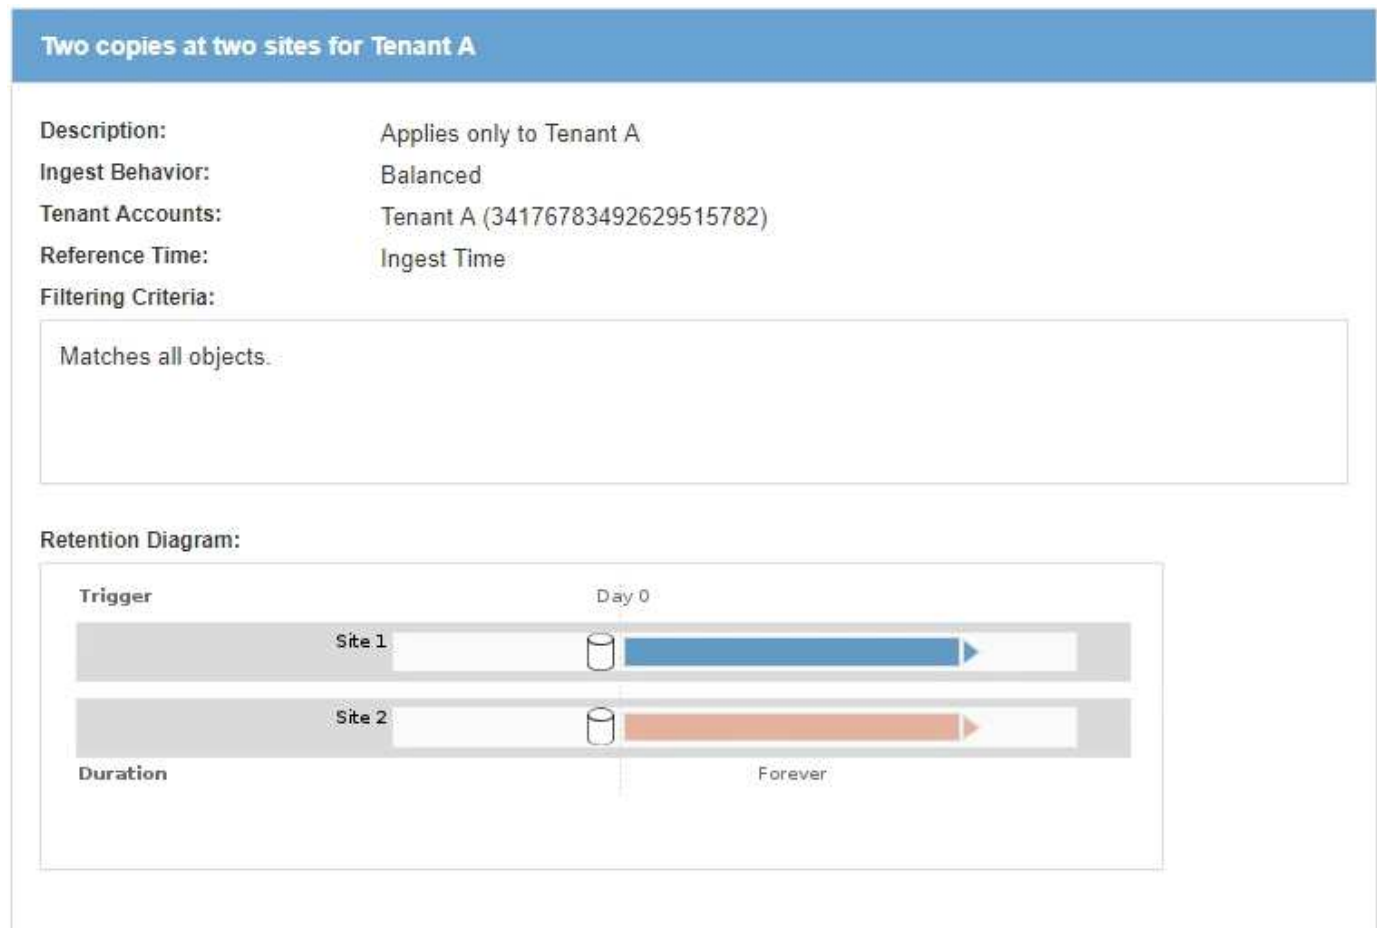 Two copies at two sites for Tenant A
Description: Applies only to Tenant A
Ingest Behavior: Balanced
Tenant Accounts: Tenant A (34176783492629515782)
Reference Time: Ingest Time
Filtering Criteria:
Matches all objects.
Retention Diagram:
Trigger Day 0
Site 1
Site 2
Duration Forever